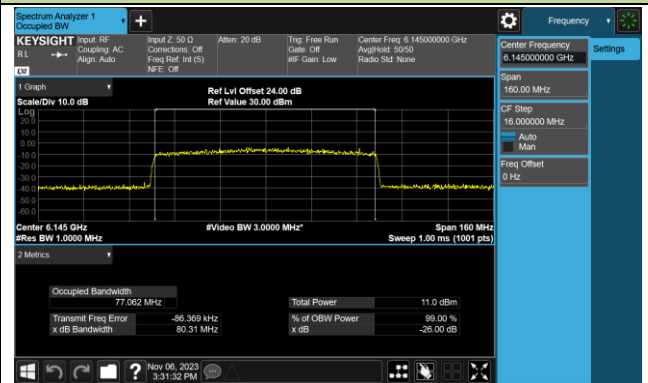 Spectrum Analyzer 1
Occupied BW
+
Frequency
KEYSIGHT
RL
LXI
Input: RF
Coupling: AC
Align: Auto
Input Z: 50 Ω
Corrections: Off
Freq Ref: Int (S)
NFE: Off
Atten: 20 dB
Trig: Free Run
Gate: Off
#IF Gain: Low
Center Freq: 6.145000000 GHz
Avg|Hold: 50/50
Radio Std: None
Center Frequency
6.145000000 GHz
Settings
Span
160.00 MHz
CF Step
16.000000 MHz
Auto
Man
Freq Offset
0 Hz
1 Graph
Scale/Div 10.0 dB
Ref Lvl Offset 24.00 dB
Ref Value 30.00 dBm
Log
20.0
10.0
0.00
-10.0
-20.0
-30.0
-40.0
-50.0
-60.0
Center 6.145 GHz
#Res BW 1.0000 MHz
#Video BW 3.0000 MHz*
Span 160 MHz
Sweep 1.00 ms (1001 pts)
2 Metrics
Occupied Bandwidth
77.062 MHz
Total Power 11.0 dBm
Transmit Freq Error -86.369 kHz
% of OBW Power 99.00 %
x dB Bandwidth 80.31 MHz
x dB -26.00 dB
?
Nov 06, 2023
3:31:32 PM